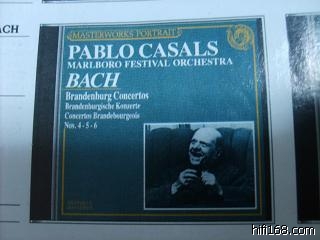 BACH
MASTERWORKS PORTRAIT
PABLO CASALS
MARLBORO FESTIVAL ORCHESTRA
BACH
Brandenburg Concertos
Brandenburgische Konzerte
Concertos Brandebourgeois
Nos. 4 - 5 - 6
hifi168.com